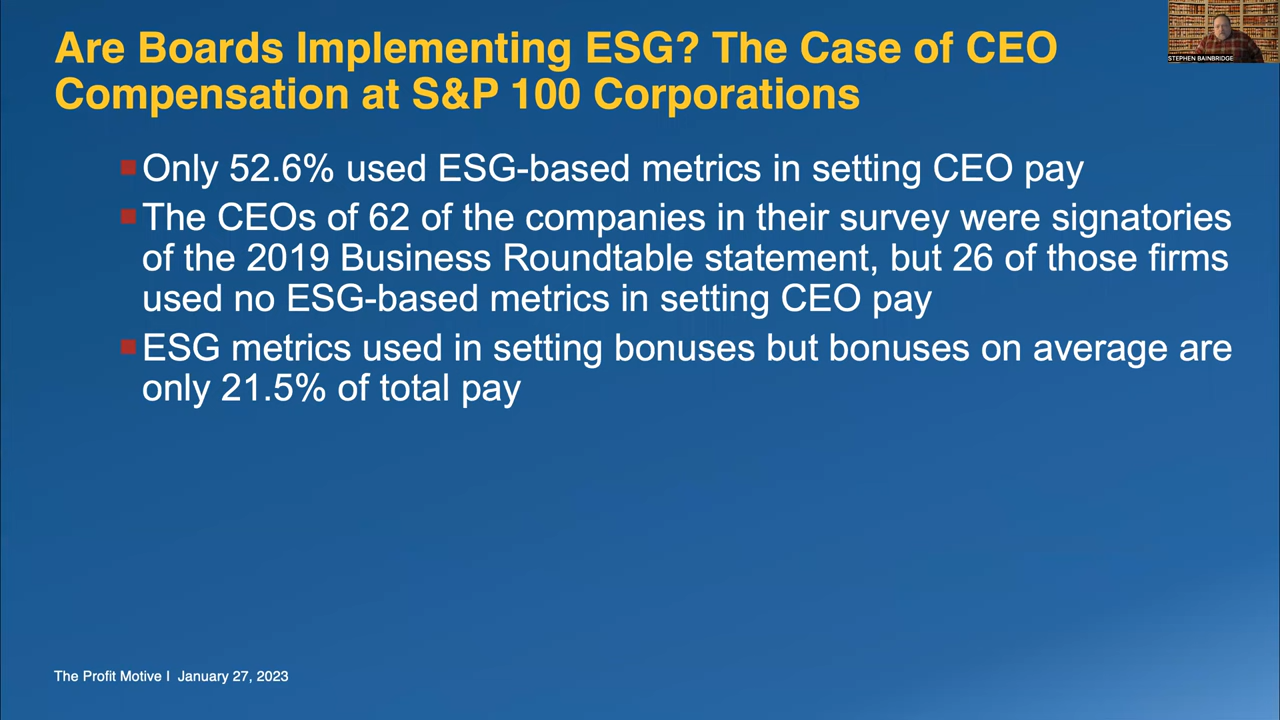 Are Boards Implementing ESG? The Case of CEO
Compensation at S&P 100 Corporations
STEPHEN BAINBRIDGE
Only 52.6% used ESG-based metrics in setting CEO pay
The CEOs of 62 of the companies in their survey were signatories
of the 2019 Business Roundtable statement, but 26 of those firms
used no ESG-based metrics in setting CEO pay
ESG metrics used in setting bonuses but bonuses on average are
only 21.5% of total pay
The Profit Motive I January 27, 2023